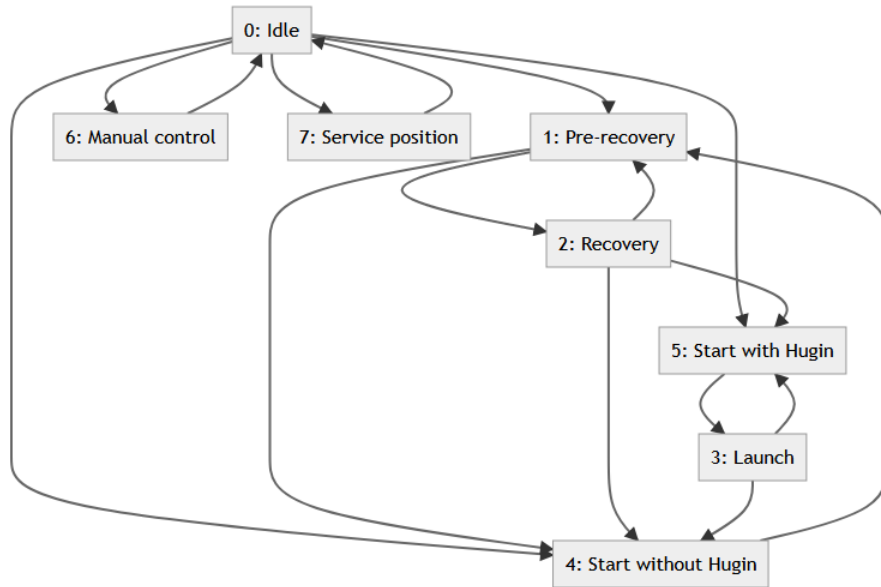 0: Idle
6: Manual control
7: Service position
1: Pre-recovery
2: Recovery
5: Start with Hugin
3: Launch
4: Start without Hugin